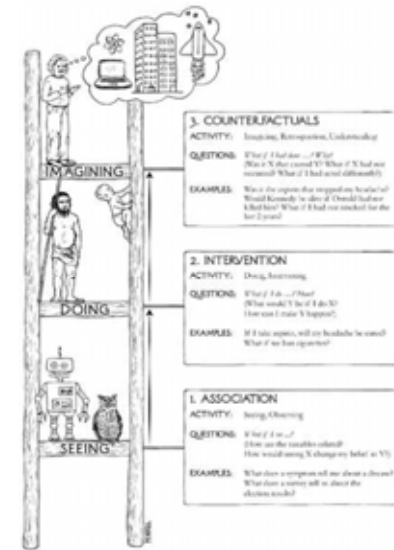 3. COUNTERFACTUALS
ACTIVITY: Imagining, Retrospection, Understanding
QUESTIONS: What if I had done ...? Why?
(Was it X that caused Y? What if X had not
occurred? What if I had acted differently?)
IMAGINING
EXAMPLES: Was it the aspirin that stopped my headache?
Would Kennedy be alive if Oswald had not
killed him? What if I had not smoked for the
last 2 years?
2. INTERVENTION
ACTIVITY: Doing, Intervening
QUESTIONS: What if I do ...? How?
(What would Y be if I do X?
How can I make Y happen?)
DOING
EXAMPLES: If I take aspirin, will my headache be cured?
What if we ban cigarettes?
1. ASSOCIATION
ACTIVITY: Seeing, Observing
QUESTIONS: What if I see ...?
(How are the variables related?
How would seeing X change my belief in Y?)
SEEING
EXAMPLES: What does a symptom tell me about a disease?
What does a survey tell us about the
election results?